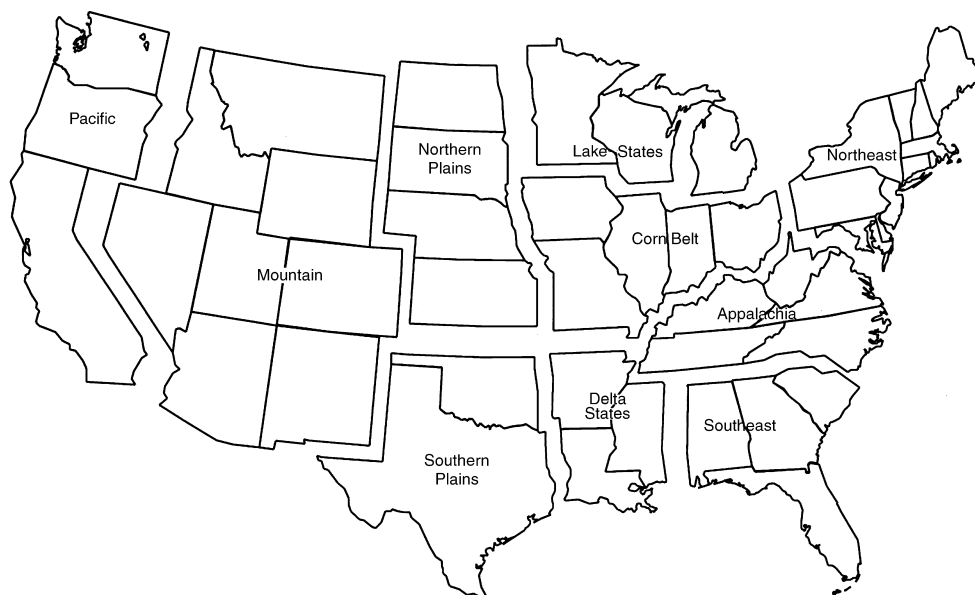 Pacific
Northern
Plains
Lake States
Northeast
Corn Belt
Mountain
Appalachia
Delta
States
Southeast
Southern
Plains